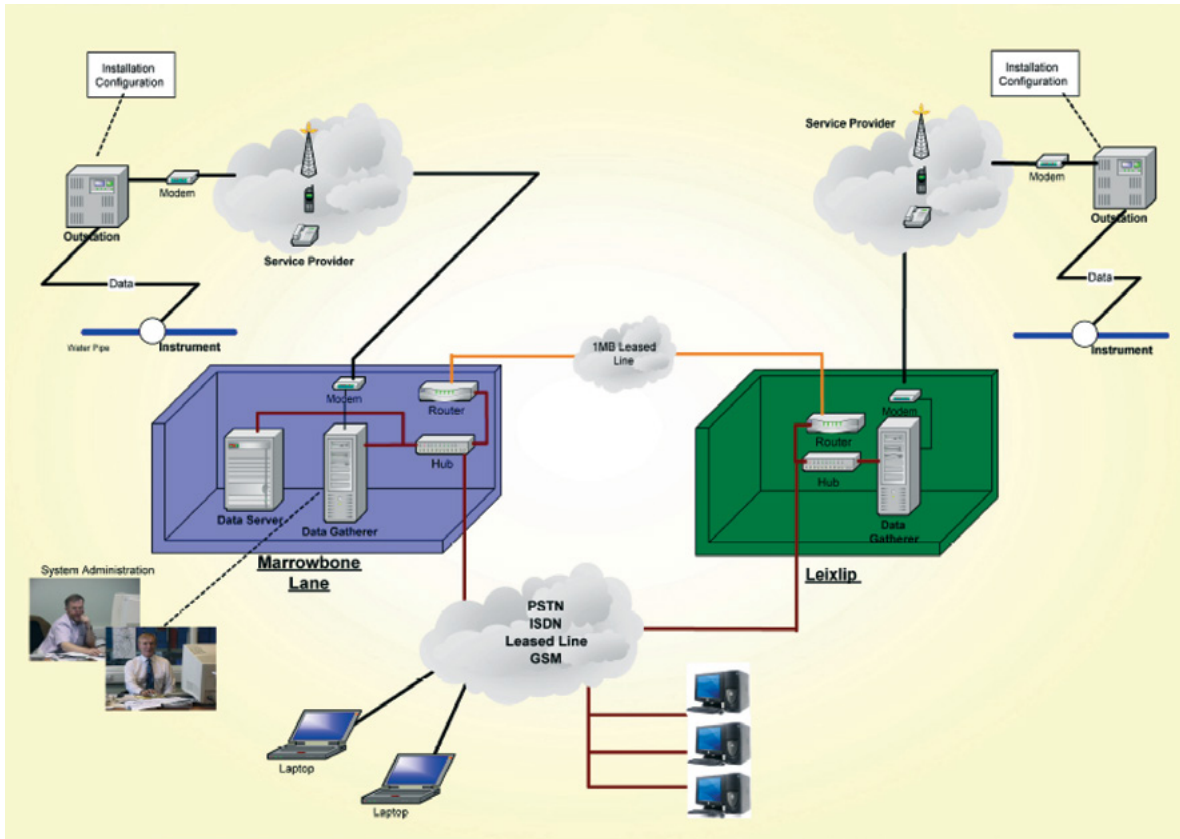 Installation
Configuration
Modem
Outstation
Service Provider
Data
Water Pipe
Instrument
Installation
Configuration
Service Provider
Modem
Outstation
Data
Instrument
1MB Leased
Line
Modem
Router
Hub
Data Server
Data Gatherer
Marrowbone
Lane
Modem
Router
Hub
Data
Gatherer
Leixlip
System Administration
PSTN
ISDN
Leased Line
GSM
Laptop
Laptop